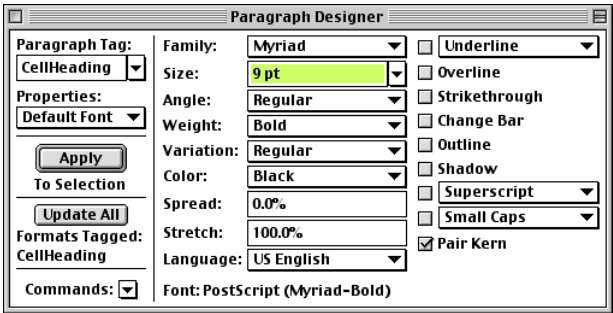 Paragraph Designer
Paragraph Tag:
CellHeading
Properties:
Default Font
Apply
To Selection
Update All
Formats Tagged:
CellHeading
Commands:
Family: Myriad
Size: 9 pt
Angle: Regular
Weight: Bold
Variation: Regular
Color: Black
Spread: 0.0%
Stretch: 100.0%
Language: US English
Font: PostScript (Myriad-Bold)
Underline
Overline
Strikethrough
Change Bar
Outline
Shadow
Superscript
Small Caps
Pair Kern